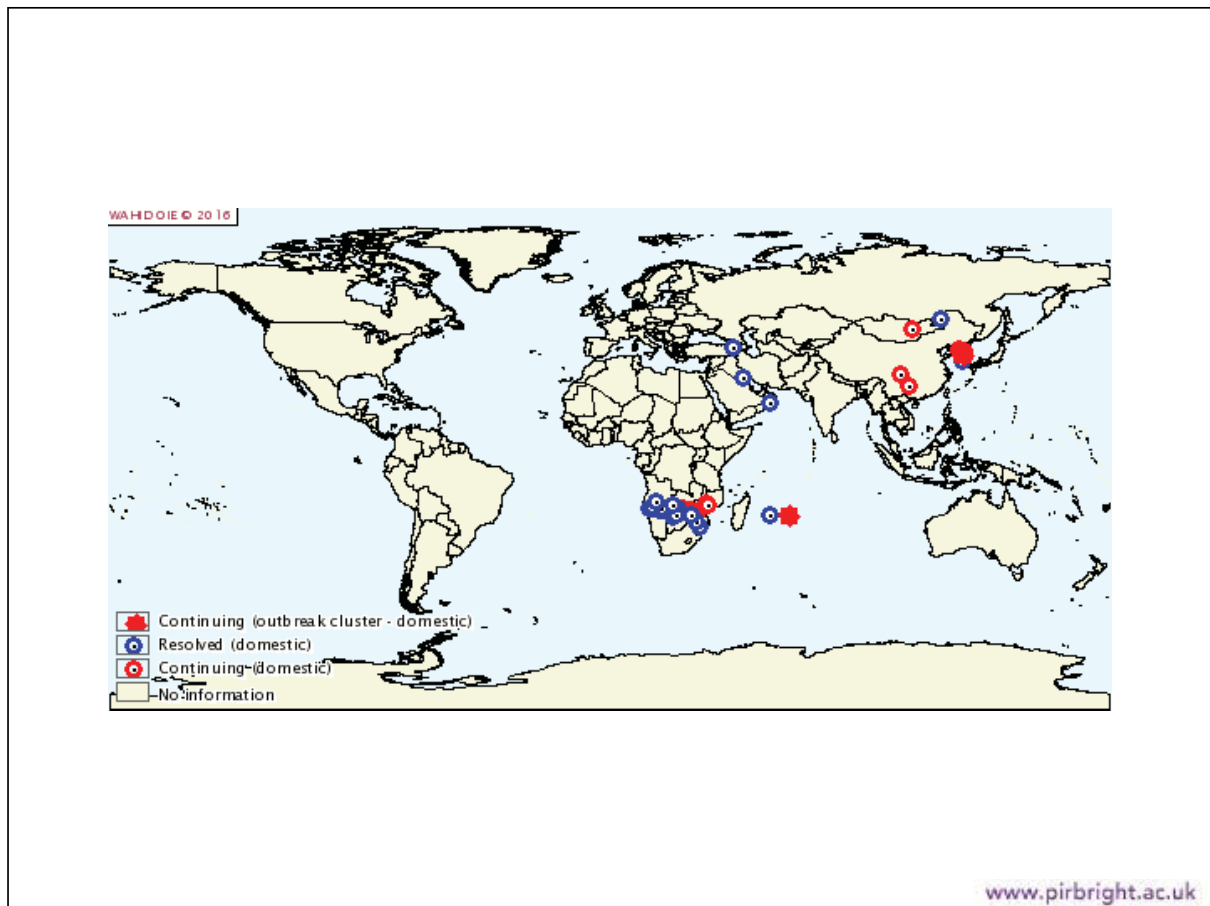 WAHID OIE © 2016
Continuing (outbreak cluster - domestic)
Resolved (domestic)
Continuing (domestic)
No information
www.pirbright.ac.uk